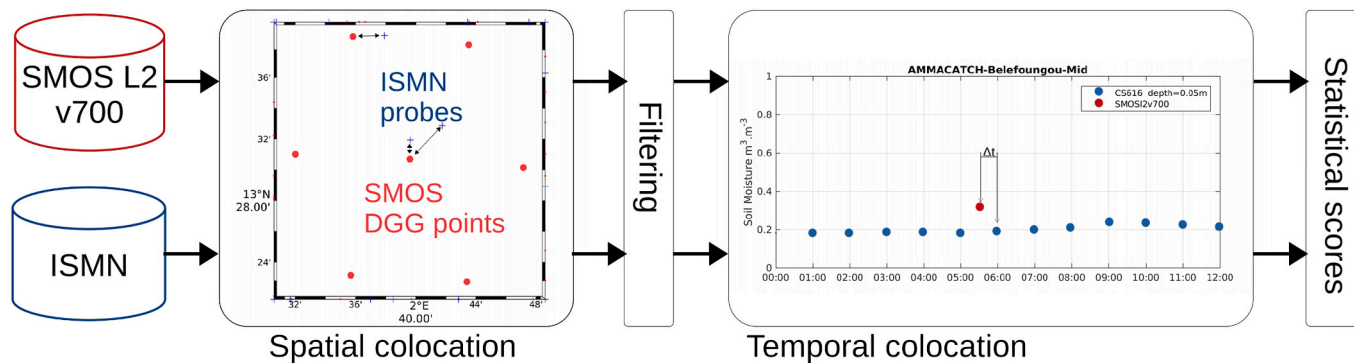 SMOS L2
v700
ISMN
36'
32'
13°N
28.00'
24'
32'
36'
2°E
40.00'
44'
48'
ISMN
probes
SMOS
DGG points
Spatial colocation
Filtering
AMMACATCH-Belefoungou-Mid
CS616 depth=0.05m
SMOSl2v700
Δt
Soil Moisture m³.m⁻³
1
0.8
0.6
0.4
0.2
0
00:00
01:00
02:00
03:00
04:00
05:00
06:00
07:00
08:00
09:00
10:00
11:00
12:00
Temporal colocation
Statistical scores